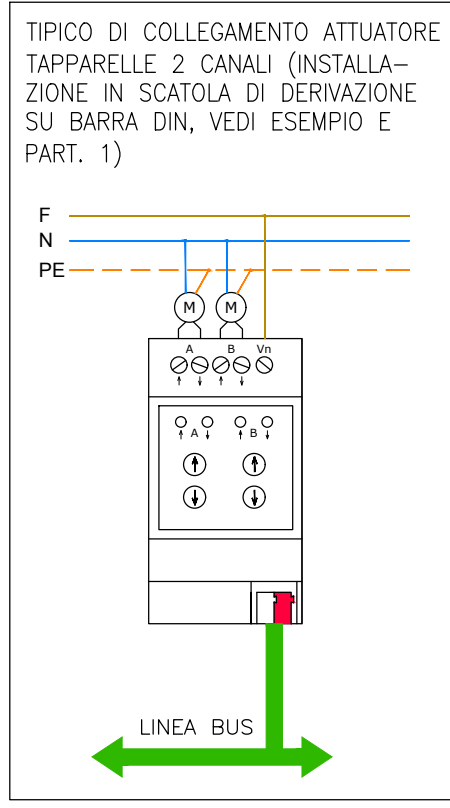 TIPICO DI COLLEGAMENTO ATTUATORE
TAPPARELLE 2 CANALI (INSTALLA-
ZIONE IN SCATOLA DI DERIVAZIONE
SU BARRA DIN, VEDI ESEMPIO E
PART. 1)
F
N
PE
M M
A B Vn
A B
LINEA BUS